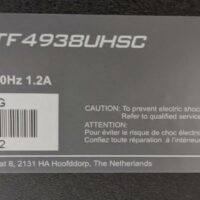 TF4938UHSC
0Hz 1.2A
G
CAUTION: To prevent electric shoc
Refer to qualified service
ATTENTION:
Pour éviter le risque de choc électric
Confiez toute réparation à l'intérieur
2
at 8, 2131 HA Hoofddorp, The Netherlands